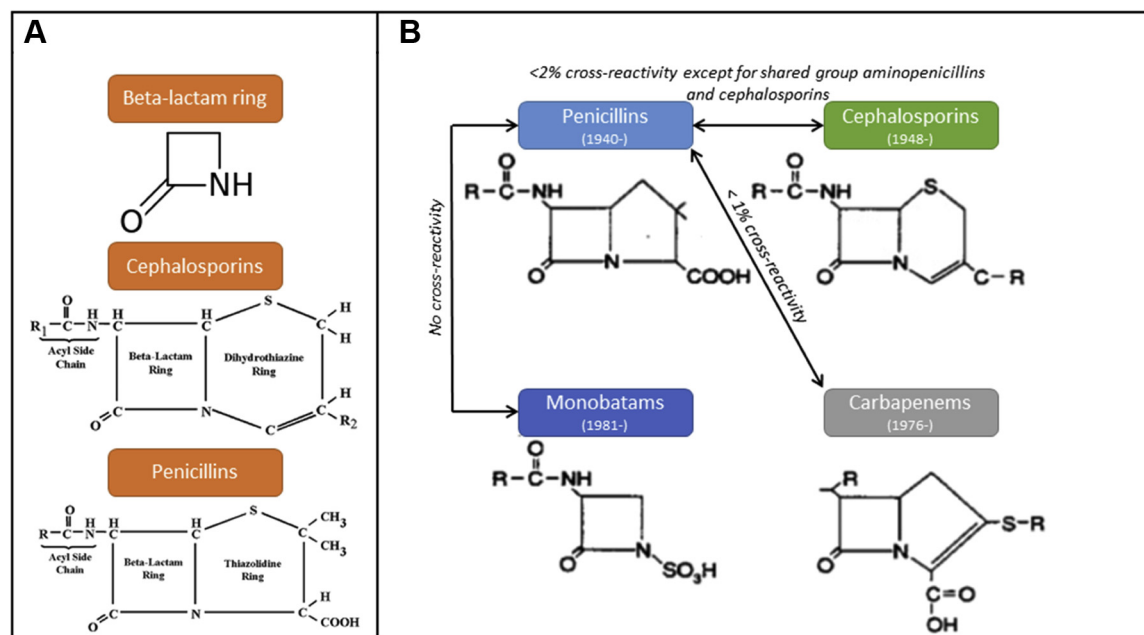 A
Beta-lactam ring
NH
O
Cephalosporins
O
R1 C N C
H H H S H
C
H
Acyl Side
Chain
Beta-Lactam
Ring
Dihydrothiazine
Ring
H
O C N C R2
C
Penicillins
O
R C N C
H H H S CH3
C
CH3
Acyl Side
Chain
Beta-Lactam
Ring
Thiazolidine
Ring
H
O C N C COOH
B
<2% cross-reactivity except for shared group aminopenicillins
and cephalosporins
Penicillins
(1940-)
Cephalosporins
(1948-)
O
R-C-NH
O
N
COOH
O
R-C-NH
S
O
N
C-R
No cross-reactivity
< 1% cross-reactivity
Monobatams
(1981-)
Carbapenems
(1976-)
O
R-C-NH
O
N
SO3H
R
S-R
O
N
C=O
OH